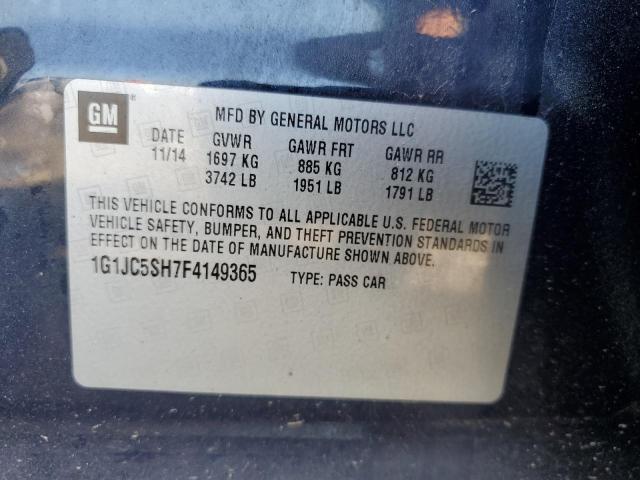 GM ®
MFD BY GENERAL MOTORS LLC
DATE GVWR GAWR FRT GAWR RR
11/14 1697 KG 885 KG 812 KG
3742 LB 1951 LB 1791 LB
THIS VEHICLE CONFORMS TO ALL APPLICABLE U.S. FEDERAL MOTOR
VEHICLE SAFETY, BUMPER, AND THEFT PREVENTION STANDARDS IN
EFFECT ON THE DATE OF MANUFACTURE SHOWN ABOVE.
1G1JC5SH7F4149365 TYPE: PASS CAR